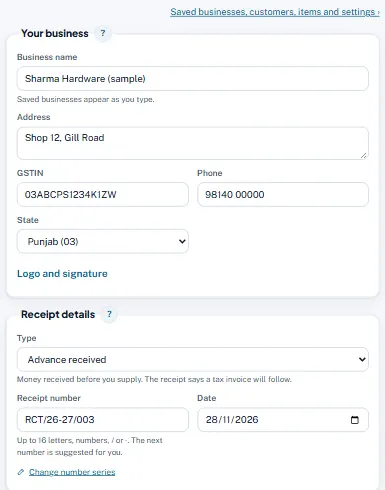 Saved businesses, customers, items and settings ›
Your business ?
Business name
Sharma Hardware (sample)
Saved businesses appear as you type.
Address
Shop 12, Gill Road
GSTIN Phone
03ABCPS1234K1ZW 98140 00000
State
Punjab (03)
Logo and signature
Receipt details ?
Type
Advance received
Money received before you supply. The receipt says a tax invoice will follow.
Receipt number Date
RCT/26-27/003 28/11/2026
Up to 16 letters, numbers, / or -. The next
number is suggested for you.
Change number series